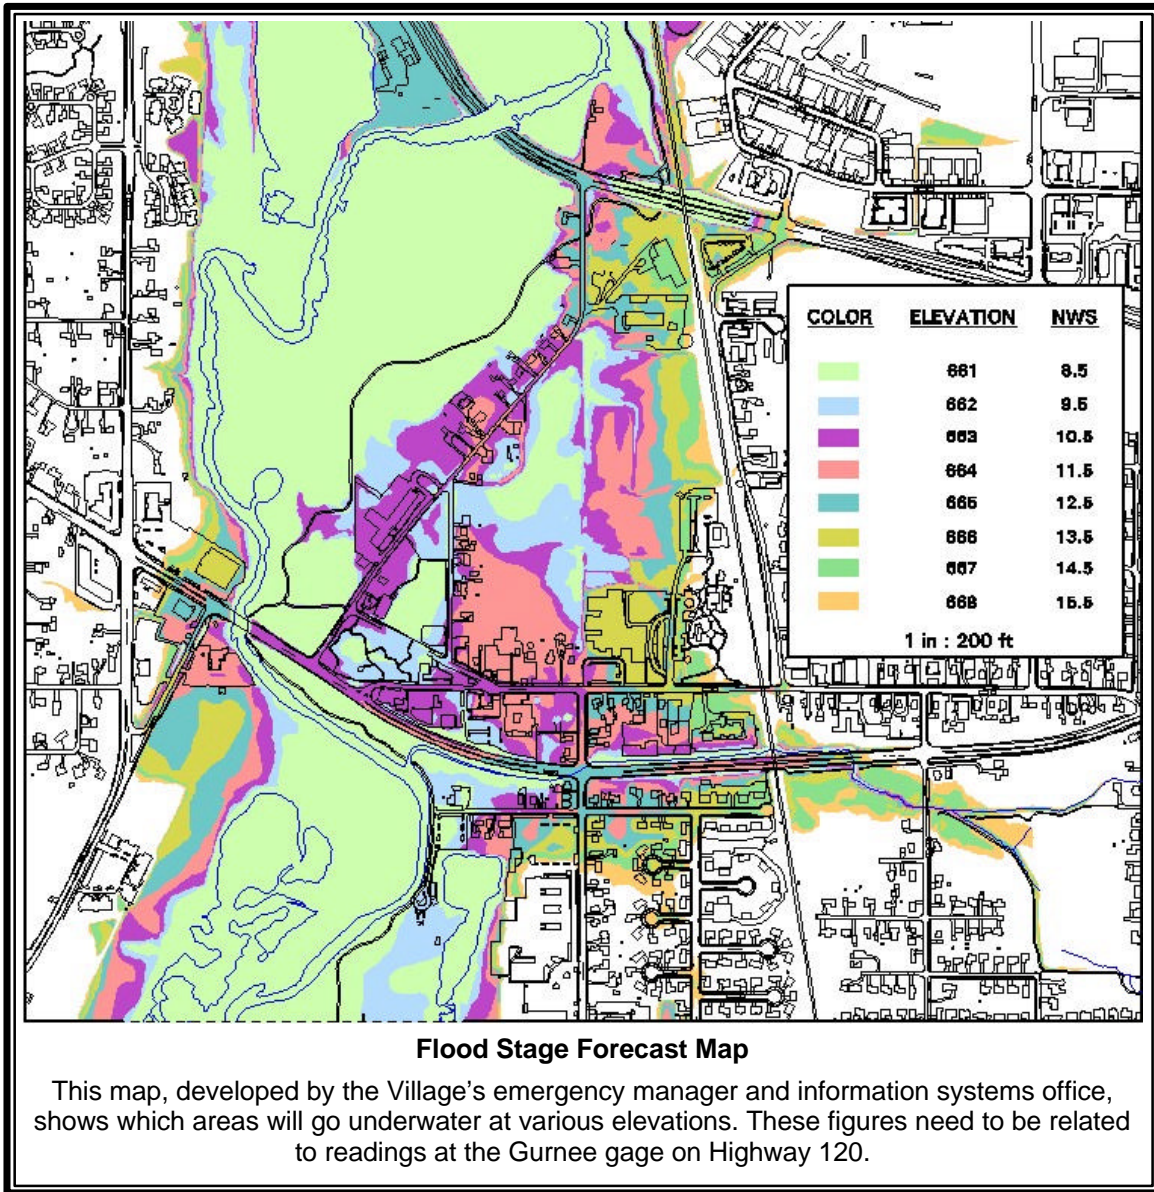 COLOR ELEVATION NWS
661 8.5
662 9.5
663 10.5
664 11.5
665 12.5
666 13.5
667 14.5
668 15.5
1 in : 200 ft
Flood Stage Forecast Map
This map, developed by the Village’s emergency manager and information systems office,
shows which areas will go underwater at various elevations. These figures need to be related
to readings at the Gurnee gage on Highway 120.